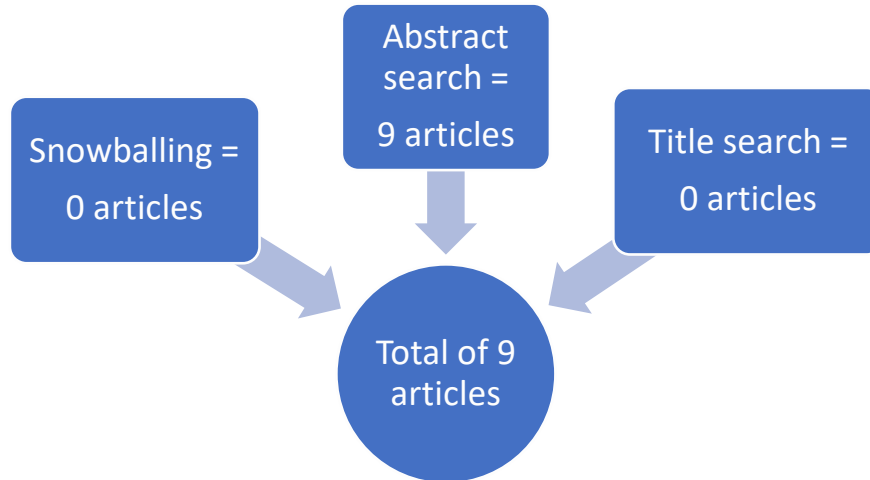 Snowballing =
0 articles
Abstract
search =
9 articles
Title search =
0 articles
Total of 9
articles